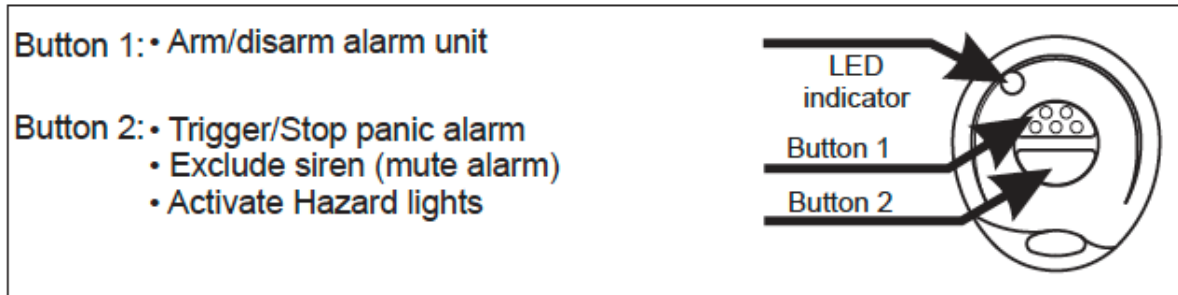 Button 1: • Arm/disarm alarm unit
Button 2: • Trigger/Stop panic alarm
• Exclude siren (mute alarm)
• Activate Hazard lights
LED
indicator
Button 1
Button 2